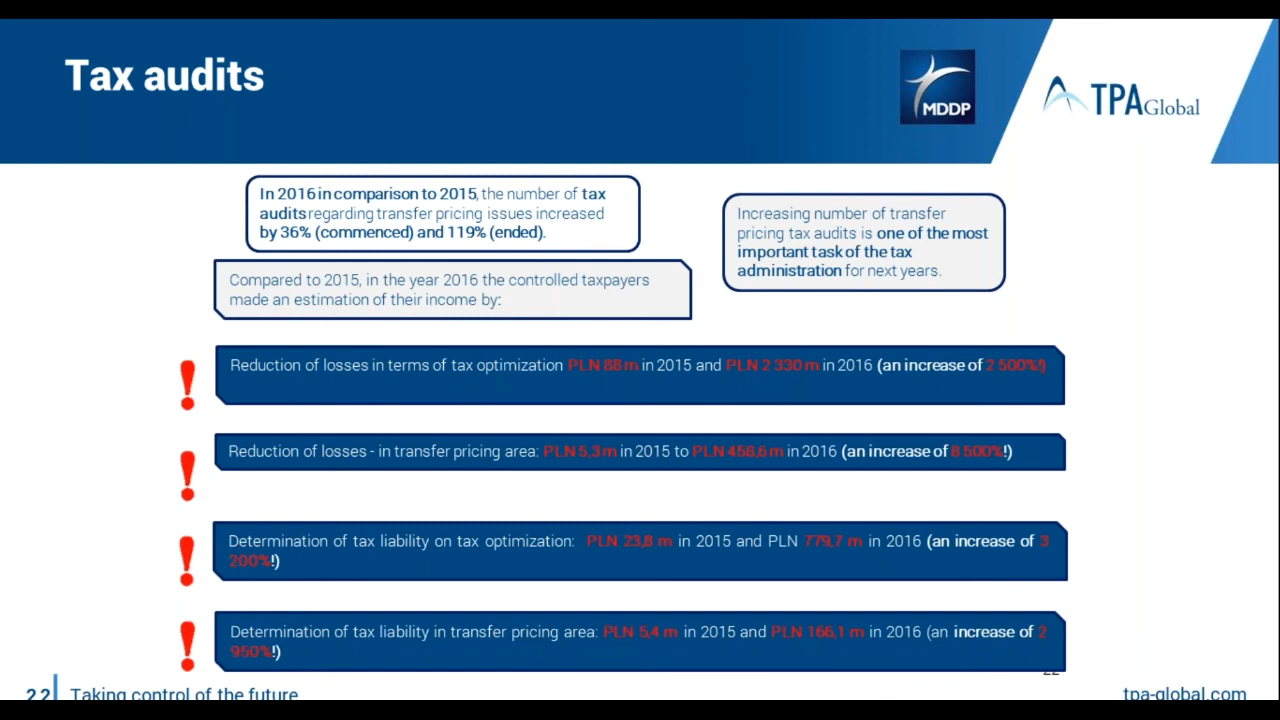 Tax audits
MDDP
TPA Global
In 2016 in comparison to 2015, the number of tax
audits regarding transfer pricing issues increased
by 36% (commenced) and 119% (ended).
Increasing number of transfer
pricing tax audits is one of the most
important task of the tax
administration for next years.
Compared to 2015, in the year 2016 the controlled taxpayers
made an estimation of their income by:
Reduction of losses in terms of tax optimization PLN 88 m in 2015 and PLN 2 330 m in 2016 (an increase of 2 500%!)
Reduction of losses - in transfer pricing area: PLN 5,3 m in 2015 to PLN 458,6 m in 2016 (an increase of 8 500%!)
Determination of tax liability on tax optimization: PLN 23,8 m in 2015 and PLN 779,7 m in 2016 (an increase of 3
200%!)
Determination of tax liability in transfer pricing area: PLN 5,4 m in 2015 and PLN 166,1 m in 2016 (an increase of 2
950%!)
22
22 Taking control of the future
tpa-global.com